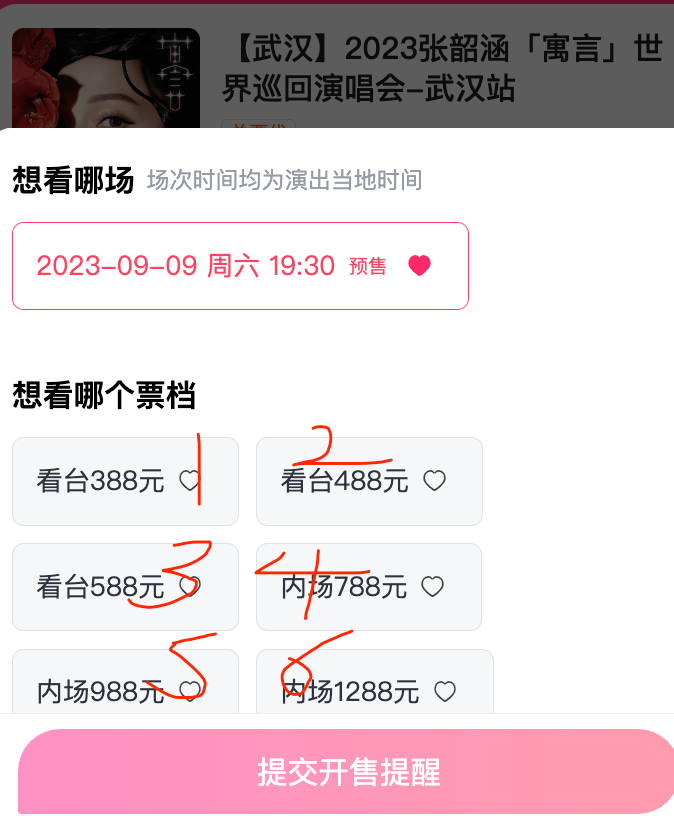 【武汉】2023张韶涵「寓言」世
界巡回演唱会-武汉站
想看哪场 场次时间均为演出当地时间
2023-09-09 周六 19:30 预售
想看哪个票档
看台388元 1
看台488元 2
看台588元 3
内场788元 4
内场988元 5
内场1288元 6
提交开售提醒